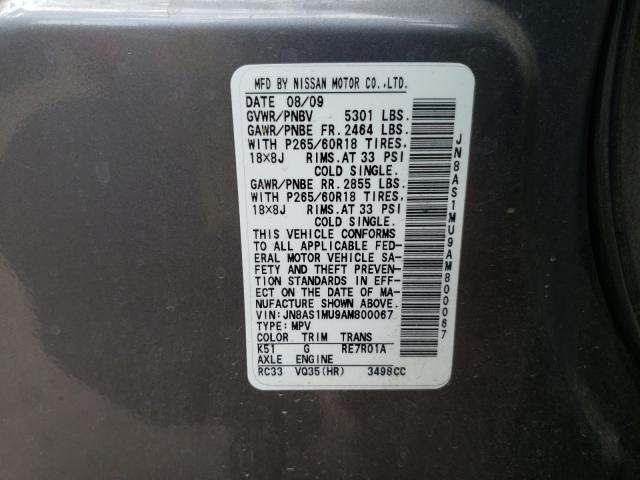 MFD BY NISSAN MOTOR CO.,LTD.
DATE 08/09
GVWR/PNBV 5301 LBS.
GAWR/PNBE FR. 2464 LBS.
WITH P265/60R18 TIRES,
18X8J RIMS.AT 33 PSI
COLD SINGLE.
GAWR/PNBE RR. 2855 LBS.
WITH P265/60R18 TIRES,
18X8J RIMS.AT 33 PSI
COLD SINGLE.
THIS VEHICLE CONFORMS
TO ALL APPLICABLE FED-
ERAL MOTOR VEHICLE SA-
FETY AND THEFT PREVEN-
TION STANDARDS IN EFF-
ECT ON THE DATE OF MA-
NUFACTURE SHOWN ABOVE.
VIN: JN8AS1MU9AM800067
TYPE: MPV
COLOR TRIM TRANS
K51 G RE7R01A
AXLE ENGINE
RC33 VQ35(HR) 3498CC
JN8AS1MU9AM800067